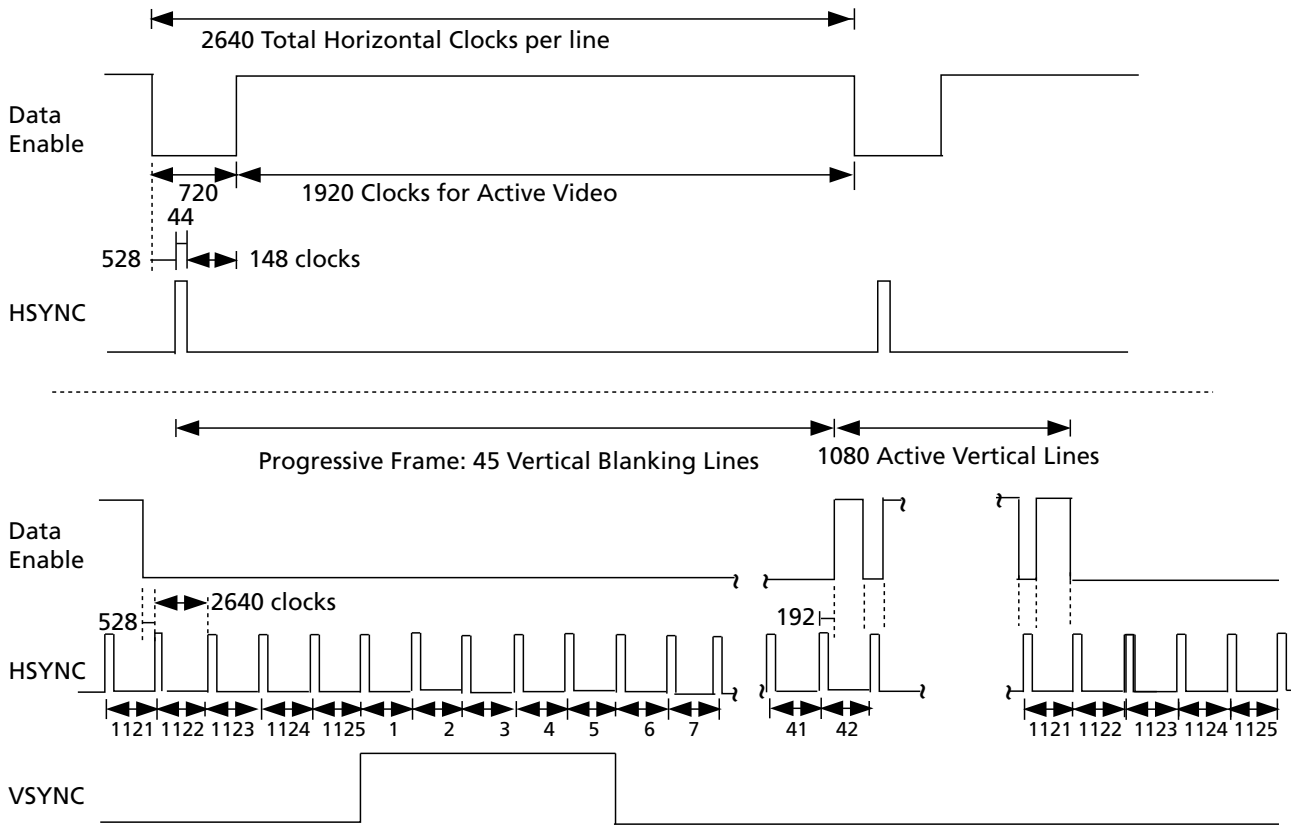 2640 Total Horizontal Clocks per line
Data
Enable
720
1920 Clocks for Active Video
44
528
148 clocks
HSYNC
Progressive Frame: 45 Vertical Blanking Lines
1080 Active Vertical Lines
Data
Enable
2640 clocks
528
192
HSYNC
1121 1122 1123 1124 1125 1 2 3 4 5 6 7 41 42 1121 1122 1123 1124 1125
VSYNC